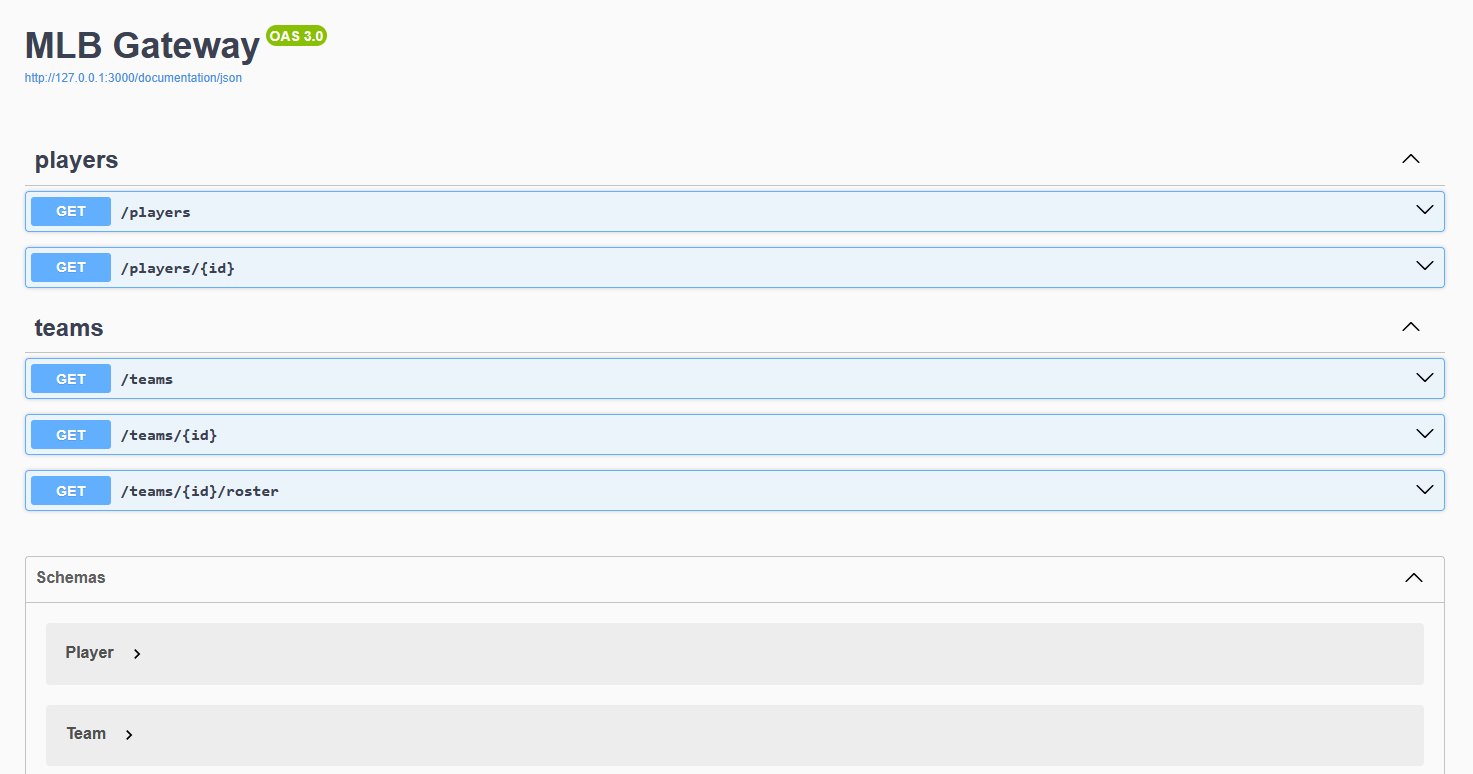 MLB Gateway OAS 3.0
http://127.0.0.1:3000/documentation/json
players
GET /players
GET /players/{id}
teams
GET /teams
GET /teams/{id}
GET /teams/{id}/roster
Schemas
Player
Team